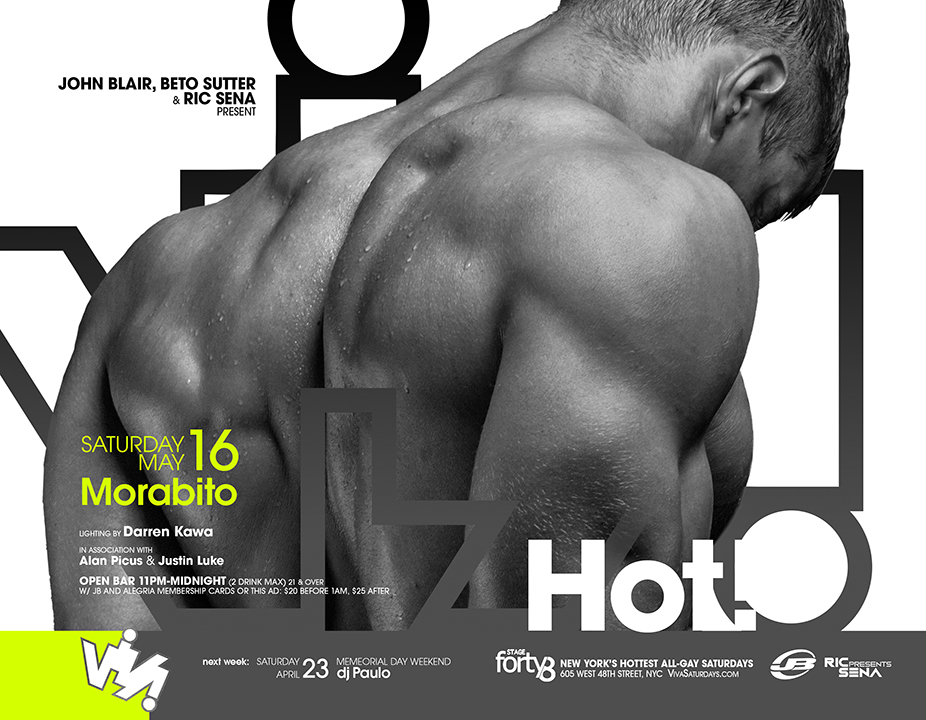 JOHN BLAIR, BETO SUTTER
& RIC SENA
PRESENT
SATURDAY
MAY 16
Morabito
LIGHTING BY Darren Kawa
IN ASSOCIATION WITH
Alan Picus & Justin Luke
OPEN BAR 11PM-MIDNIGHT (2 DRINK MAX) 21 & OVER
W/ JB AND ALEGRIA MEMBERSHIP CARDS OR THIS AD: $20 BEFORE 1AM, $25 AFTER
Hot!
Viva!
next week:
SATURDAY
APRIL 23
MEMEORIAL DAY WEEKEND
dj Paulo
STAGE
forty8
NEW YORK'S HOTTEST ALL-GAY SATURDAYS
605 WEST 48TH STREET, NYC VIVASATURDAYS.COM
JB
RIC PRESENTS
SENA